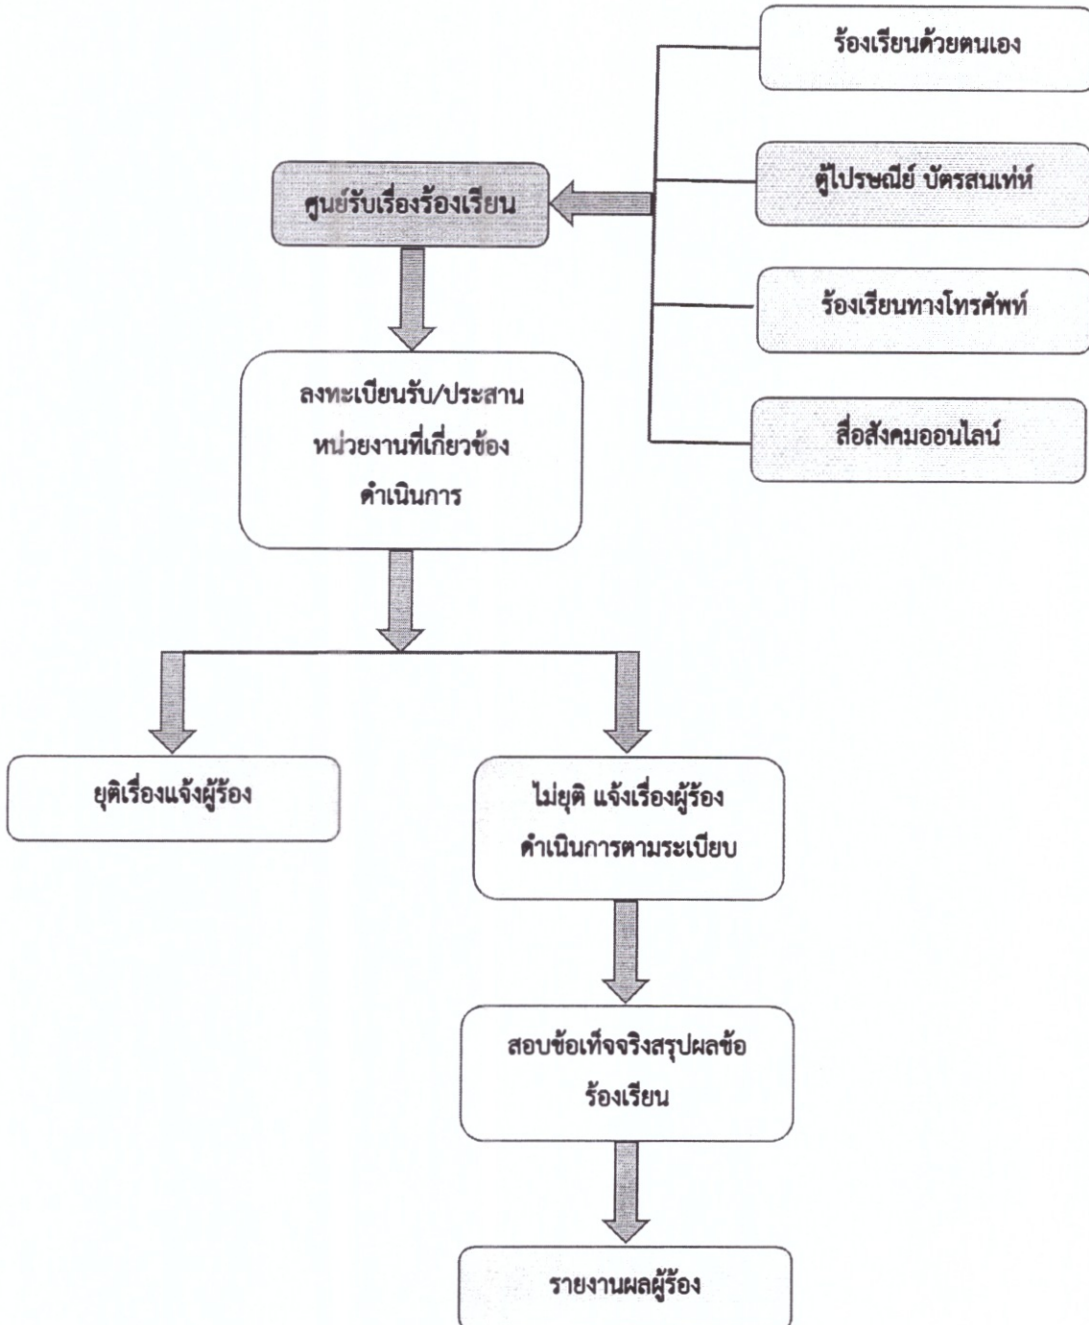 ร้องเรียนด้วยตนเอง
ศูนย์รับเรื่องร้องเรียน
ตู้ไปรษณีย์ บัตรสนเท่ห์
ร้องเรียนทางโทรศัพท์
สื่อสังคมออนไลน์
ลงทะเบียนรับ/ประสาน
หน่วยงานที่เกี่ยวข้อง
ดำเนินการ
ยุติเรื่องแจ้งผู้ร้อง
ไม่ยุติ แจ้งเรื่องผู้ร้อง
ดำเนินการตามระเบียบ
สอบข้อเท็จจริงสรุปผลข้อ
ร้องเรียน
รายงานผลผู้ร้อง